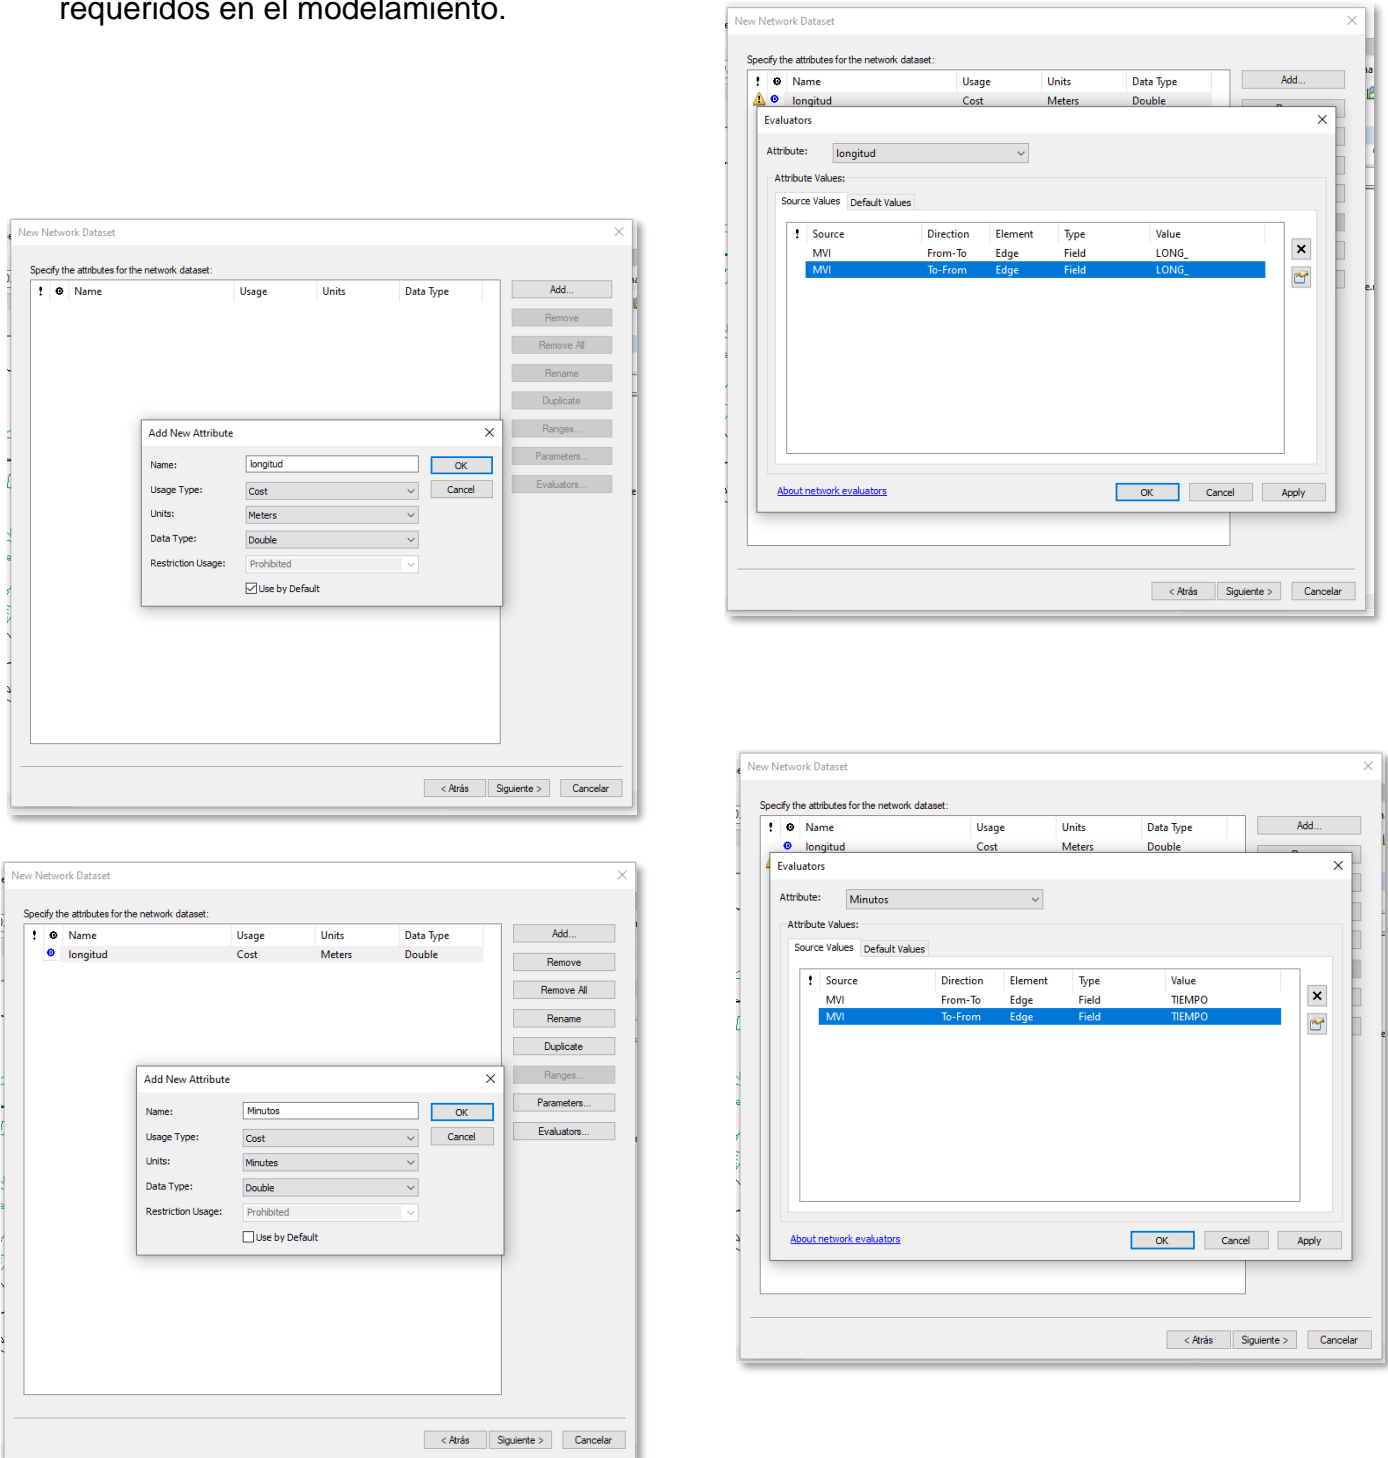 requeridos en el modelamiento.
New Network Dataset
Specify the attributes for the network dataset:
! Name Usage Units Data Type
Add...
Remove
Remove All
Rename
Duplicate
Ranges...
Parameters...
Evaluators...
Add New Attribute
Name: longitud OK
Usage Type: Cost Cancel
Units: Meters
Data Type: Double
Restriction Usage: Prohibited
Use by Default
< Atrás Siguiente > Cancelar
New Network Dataset
Specify the attributes for the network dataset:
! Name Usage Units Data Type
longitud Cost Meters Double
Add...
Remove
Remove All
Rename
Duplicate
Ranges...
Parameters...
Evaluators...
Add New Attribute
Name: Minutos OK
Usage Type: Cost Cancel
Units: Minutes
Data Type: Double
Restriction Usage: Prohibited
Use by Default
< Atrás Siguiente > Cancelar
New Network Dataset
Specify the attributes for the network dataset:
! Name Usage Units Data Type
longitud Cost Meters Double
Add...
Evaluators
Attribute: longitud
Attribute Values:
Source Values Default Values
! Source Direction Element Type Value
MVI From-To Edge Field LONG_
MVI To-From Edge Field LONG_
About network evaluators OK Cancel Apply
< Atrás Siguiente > Cancelar
New Network Dataset
Specify the attributes for the network dataset:
! Name Usage Units Data Type
longitud Cost Meters Double
Add...
Evaluators
Attribute: Minutos
Attribute Values:
Source Values Default Values
! Source Direction Element Type Value
MVI From-To Edge Field TIEMPO
MVI To-From Edge Field TIEMPO
About network evaluators OK Cancel Apply
< Atrás Siguiente > Cancelar